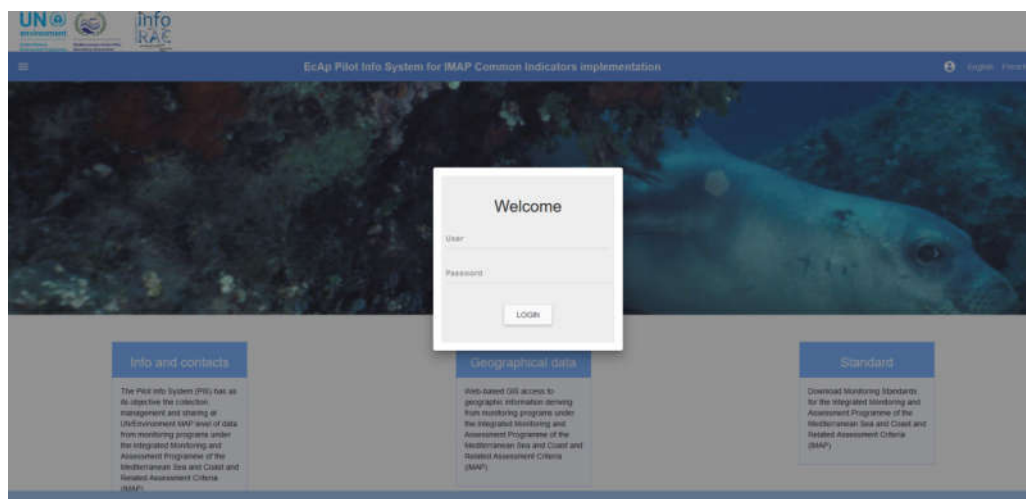 UN
environment
info
RAC
EcAp Pilot Info System for IMAP Common Indicators implementation
English
Welcome
User
Password
LOGIN
Info and contacts
The Pilot Info System (PIS) has as
its objective the collection,
management and sharing at
UN/Environment MAP level of data
from monitoring programs under
the Integrated Monitoring and
Assessment Programme of the
Mediterranean Sea and Coast and
Related Assessment Criteria
(IMAP)
Geographical data
Web-based GIS access to
geographic information deriving
from monitoring programs under
the Integrated Monitoring and
Assessment Programme of the
Mediterranean Sea and Coast and
Related Assessment Criteria
(IMAP)
Standard
Download Monitoring Standards
for the Integrated Monitoring and
Assessment Programme of the
Mediterranean Sea and Coast and
Related Assessment Criteria
(IMAP)